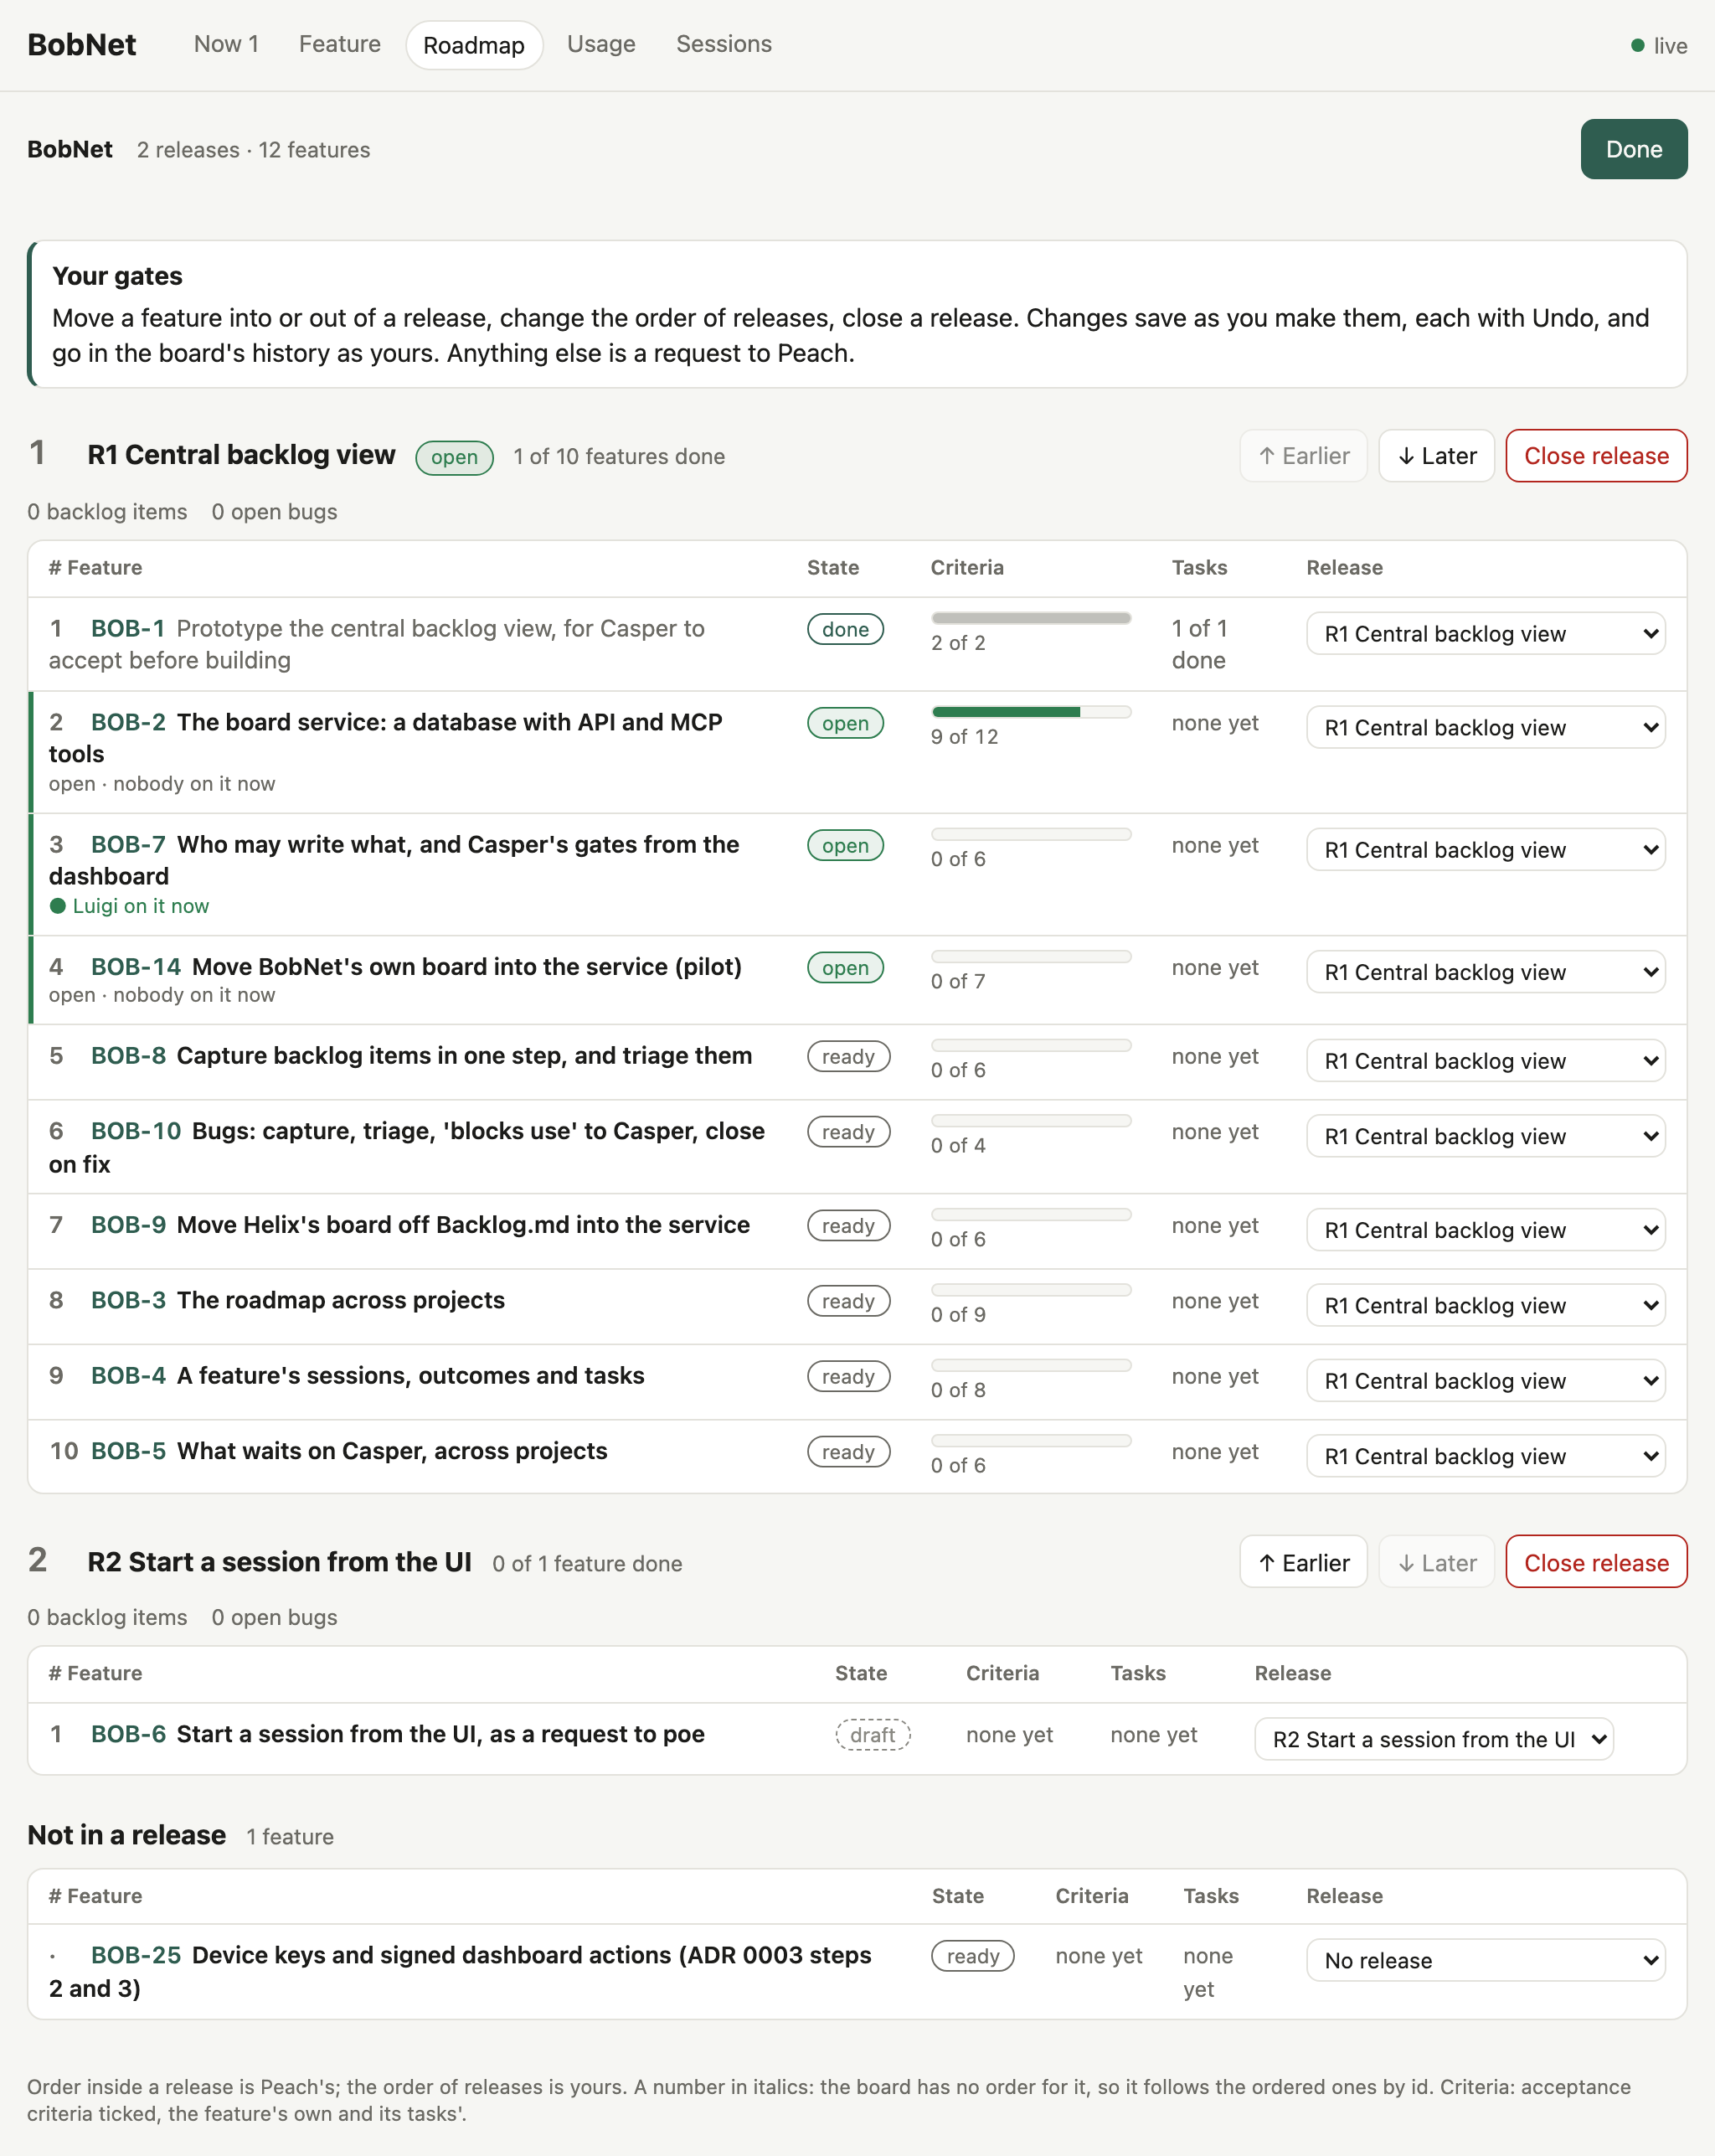 BobNet Now 1 Feature Roadmap Usage Sessions live
BobNet 2 releases · 12 features Done
Your gates
Move a feature into or out of a release, change the order of releases, close a release. Changes save as you make them, each with Undo, and
go in the board's history as yours. Anything else is a request to Peach.
1 R1 Central backlog view open 1 of 10 features done ↑ Earlier ↓ Later Close release
0 backlog items 0 open bugs
# Feature State Criteria Tasks Release
1 BOB-1 Prototype the central backlog view, for Casper to
accept before building
done
2 of 2
1 of 1
done
R1 Central backlog view
2 BOB-2 The board service: a database with API and MCP
tools
open · nobody on it now
open
9 of 12
none yet
R1 Central backlog view
3 BOB-7 Who may write what, and Casper's gates from the
dashboard
Luigi on it now
open
0 of 6
none yet
R1 Central backlog view
4 BOB-14 Move BobNet's own board into the service (pilot)
open · nobody on it now
open
0 of 7
none yet
R1 Central backlog view
5 BOB-8 Capture backlog items in one step, and triage them
ready
0 of 6
none yet
R1 Central backlog view
6 BOB-10 Bugs: capture, triage, 'blocks use' to Casper, close
on fix
ready
0 of 4
none yet
R1 Central backlog view
7 BOB-9 Move Helix's board off Backlog.md into the service
ready
0 of 6
none yet
R1 Central backlog view
8 BOB-3 The roadmap across projects
ready
0 of 9
none yet
R1 Central backlog view
9 BOB-4 A feature's sessions, outcomes and tasks
ready
0 of 8
none yet
R1 Central backlog view
10 BOB-5 What waits on Casper, across projects
ready
0 of 6
none yet
R1 Central backlog view
2 R2 Start a session from the UI 0 of 1 feature done ↑ Earlier ↓ Later Close release
0 backlog items 0 open bugs
# Feature State Criteria Tasks Release
1 BOB-6 Start a session from the UI, as a request to poe
draft
none yet
none yet
R2 Start a session from the UI
Not in a release 1 feature
# Feature State Criteria Tasks Release
· BOB-25 Device keys and signed dashboard actions (ADR 0003 steps
2 and 3)
ready
none yet
none
yet
No release
Order inside a release is Peach's; the order of releases is yours. A number in italics: the board has no order for it, so it follows the ordered ones by id. Criteria: acceptance
criteria ticked, the feature's own and its tasks'.